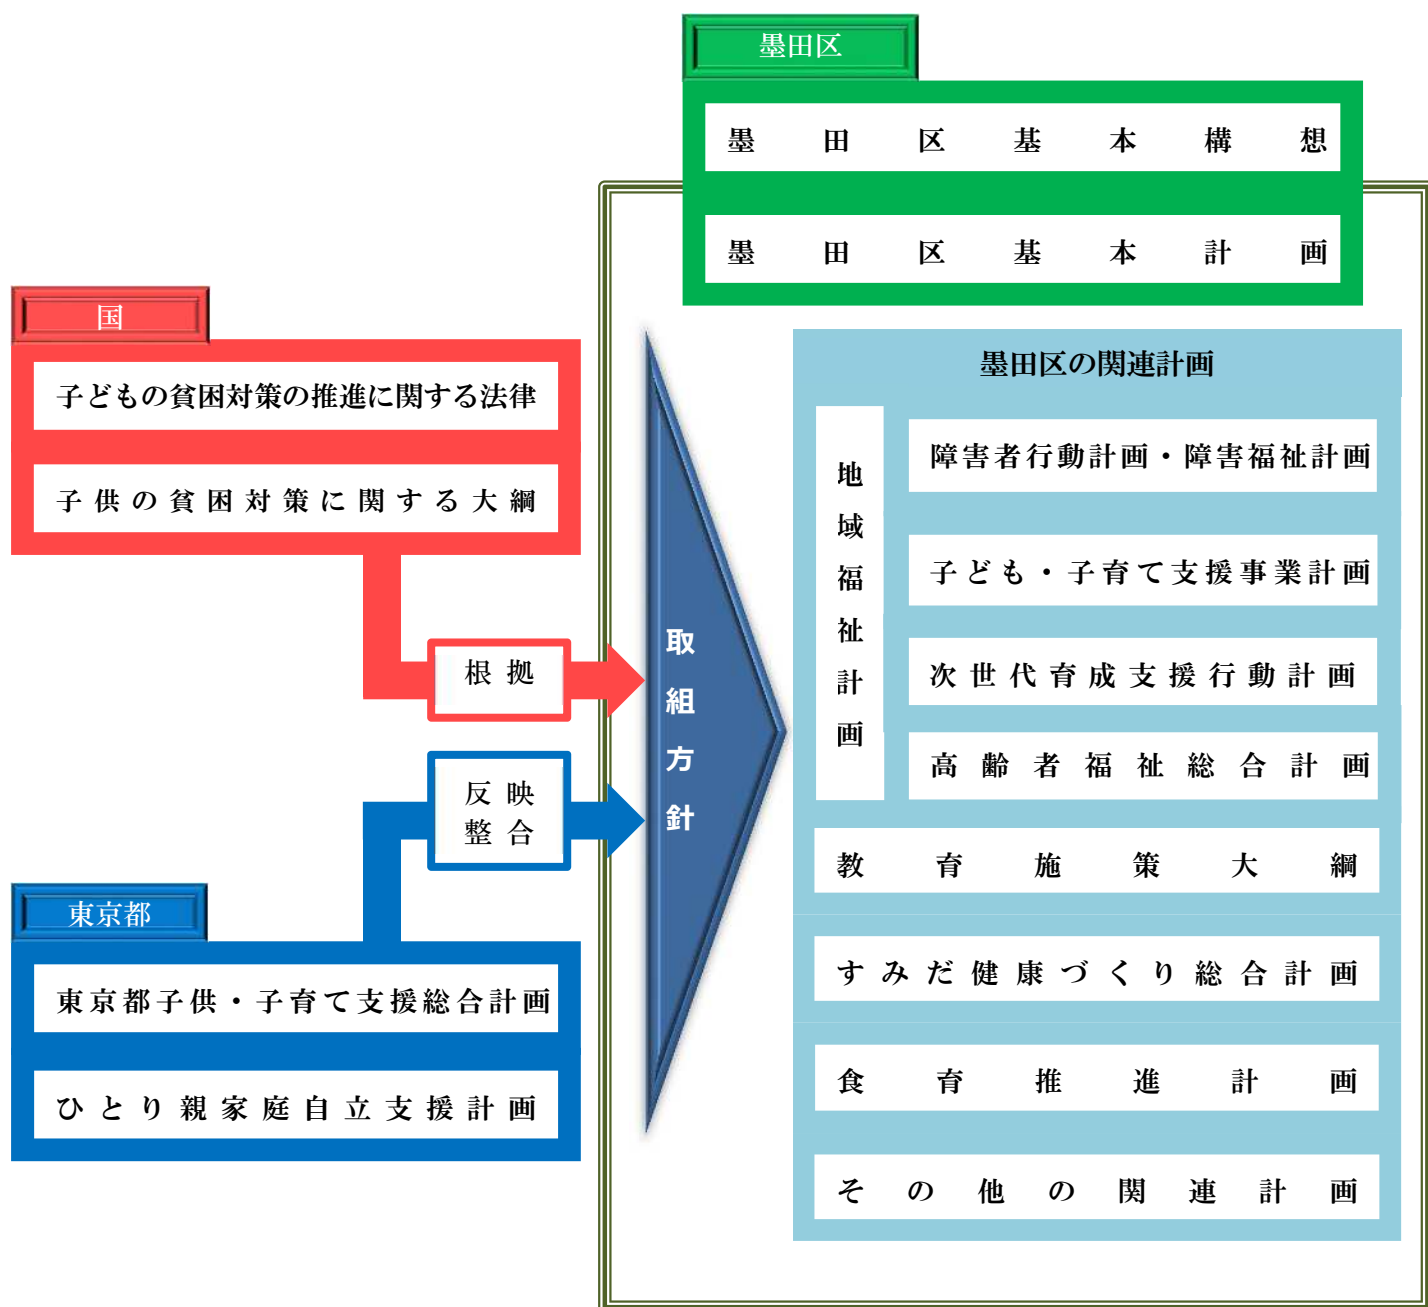 墨田区
墨田区基本構想
墨田区基本計画
国
子どもの貧困対策の推進に関する法律
子供の貧困対策に関する大綱
根拠
反映
整合
東京都
東京都子供・子育て支援総合計画
ひとり親家庭自立支援計画
取組方針
墨田区の関連計画
地域福祉計画
障害者行動計画・障害福祉計画
子ども・子育て支援事業計画
次世代育成支援行動計画
高齢者福祉総合計画
教育施策大綱
すみだ健康づくり総合計画
食育推進計画
その他の関連計画